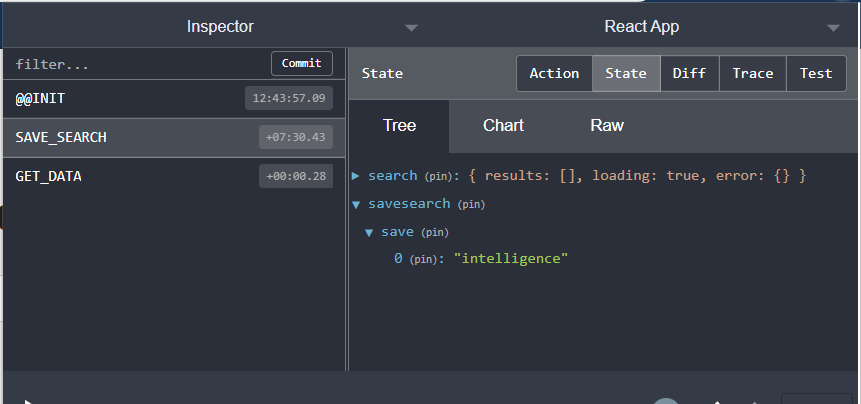 Inspector
React App
filter...
Commit
@@INIT
12:43:57.09
SAVE_SEARCH
+07:30.43
GET_DATA
+00:00.28
State
Action
State
Diff
Trace
Test
Tree
Chart
Raw
search (pin): { results: [], loading: true, error: {} }
savesearch (pin)
save (pin)
0 (pin): "intelligence"